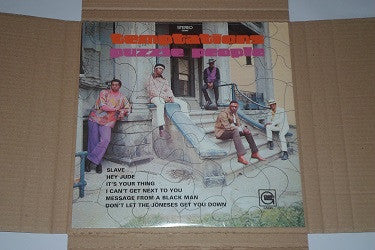 STEREO
temptations
puzzle people
SLAVE
HEY JUDE
IT'S YOUR THING
I CAN'T GET NEXT TO YOU
MESSAGE FROM A BLACK MAN
DON'T LET THE JONESES GET YOU DOWN